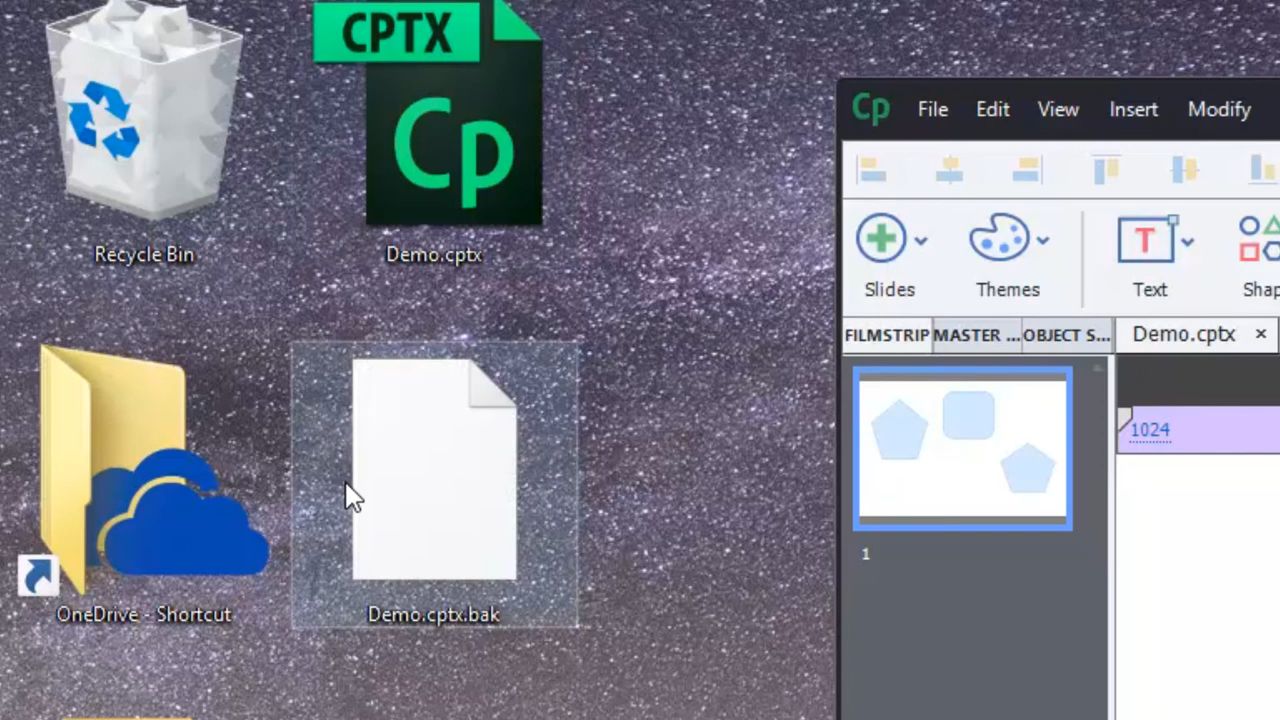 CPTX
Cp
Recycle Bin
Demo.cptx
OneDrive - Shortcut
Demo.cptx.bak
Cp File Edit View Insert Modify
Slides Themes Text
FILMSTRIP MASTER ... OBJECT S... Demo.cptx ×
T
1024
1